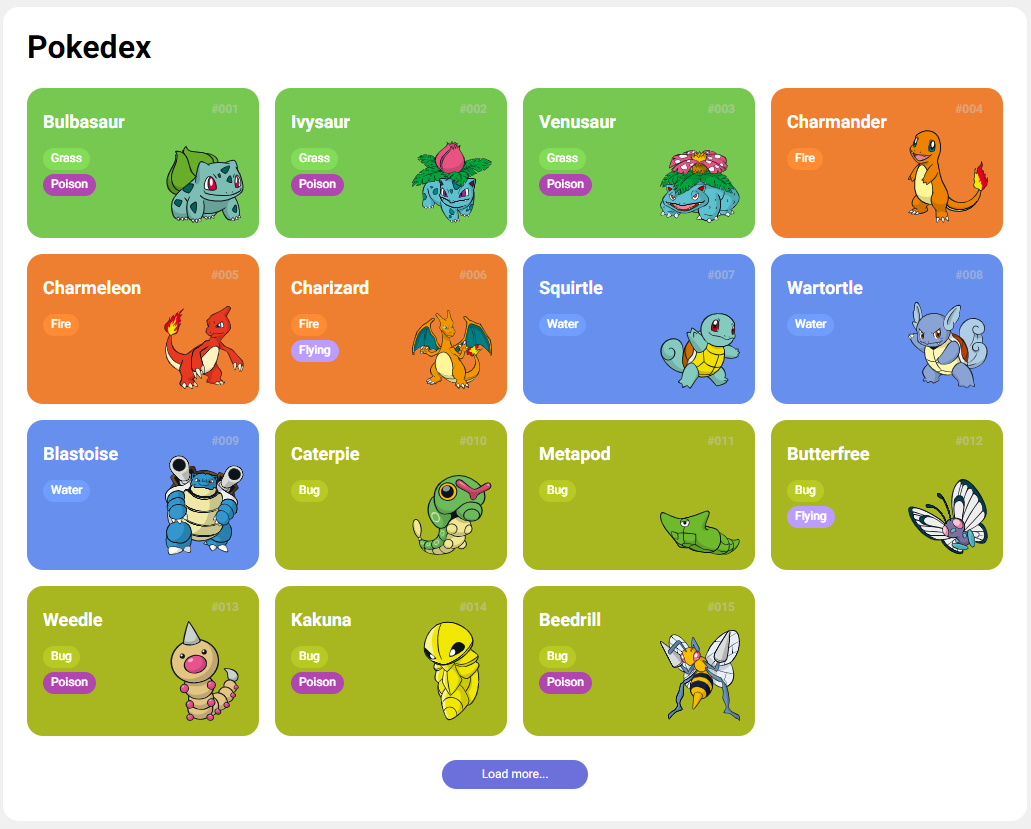 Pokedex
#001
Bulbasaur
Grass
Poison
#002
Ivysaur
Grass
Poison
#003
Venusaur
Grass
Poison
#004
Charmander
Fire
#005
Charmeleon
Fire
#006
Charizard
Fire
Flying
#007
Squirtle
Water
#008
Wartortle
Water
#009
Blastoise
Water
#010
Caterpie
Bug
#011
Metapod
Bug
#012
Butterfree
Bug
Flying
#013
Weedle
Bug
Poison
#014
Kakuna
Bug
Poison
#015
Beedrill
Bug
Poison
Load more...